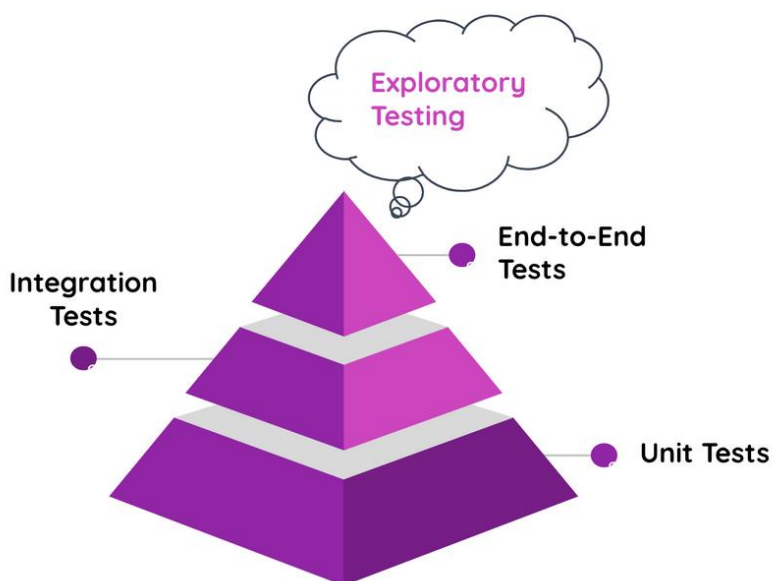 Exploratory
Testing
End-to-End
Tests
Integration
Tests
Unit Tests